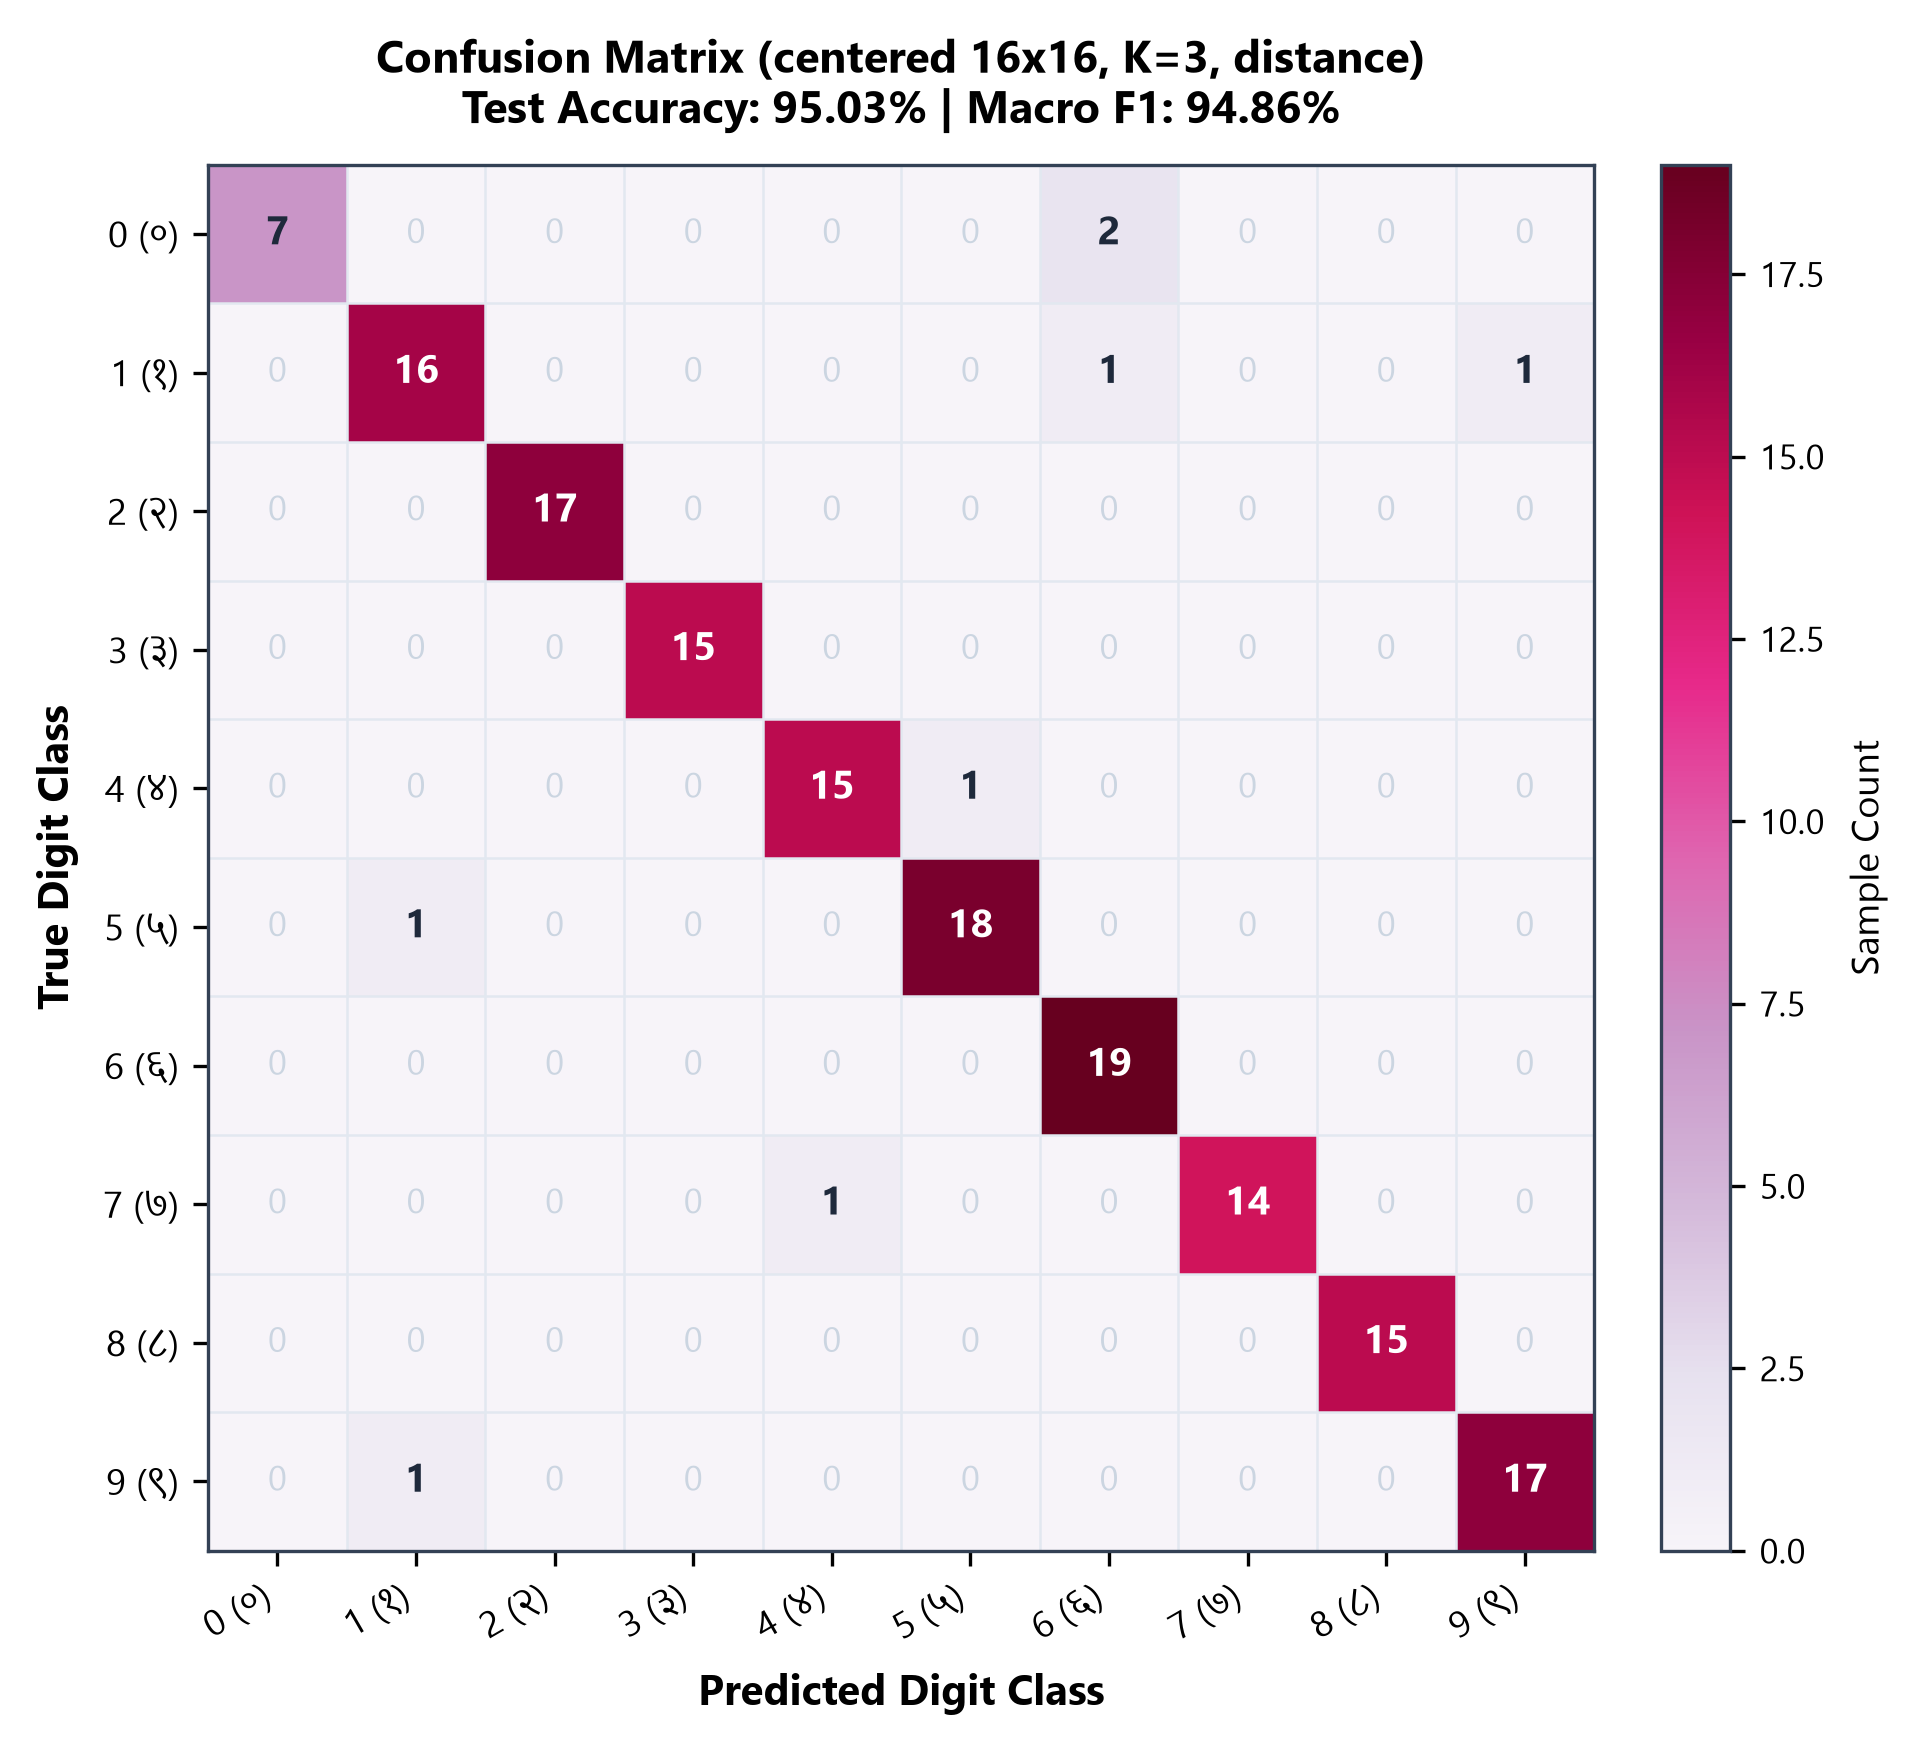 Confusion Matrix (centered 16x16, K=3, distance)
Test Accuracy: 95.03% | Macro F1: 94.86%
0 (०) 7 0 0 0 0 0 2 0 0 0
1 (१) 0 16 0 0 0 0 1 0 0 1
2 (२) 0 0 17 0 0 0 0 0 0 0
3 (३) 0 0 0 15 0 0 0 0 0 0
4 (४) 0 0 0 0 15 1 0 0 0 0
5 (५) 0 1 0 0 0 18 0 0 0 0
6 (६) 0 0 0 0 0 0 19 0 0 0
7 (७) 0 0 0 0 1 0 0 14 0 0
8 (८) 0 0 0 0 0 0 0 0 15 0
9 (९) 0 1 0 0 0 0 0 0 0 17
0 (०) 1 (१) 2 (२) 3 (३) 4 (४) 5 (५) 6 (६) 7 (७) 8 (८) 9 (९)
Predicted Digit Class
True Digit Class
17.5
15.0
12.5
10.0
7.5
5.0
2.5
0.0
Sample Count